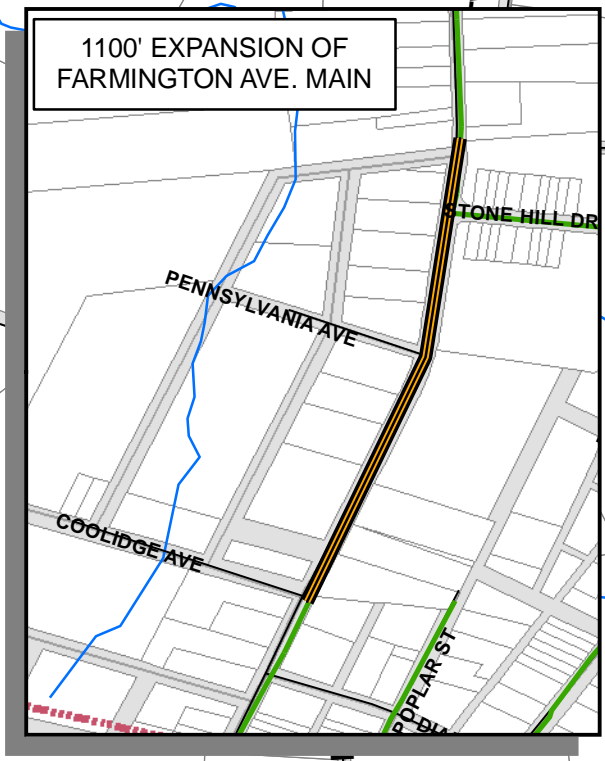 1100' EXPANSION OF
FARMINGTON AVE. MAIN
STONE HILL DR
PENNSYLVANIA AVE
COOLIDGE AVE
POPLAR ST